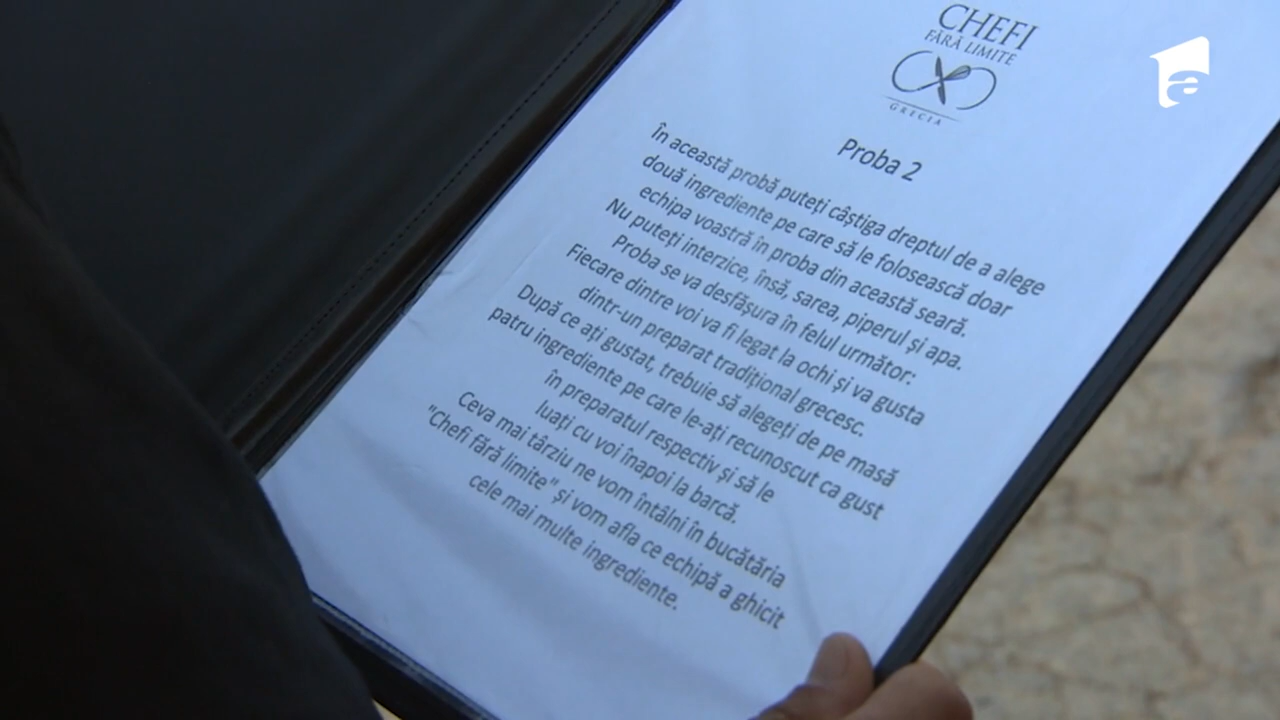 CHEFI
FĂRĂ LIMITE
GRECIA
Proba 2
În această probă puteți câștiga dreptul de a alege
două ingrediente pe care să le folosească doar
echipa voastră în proba din această seară.
Nu puteți interzice, însă, sarea, piperul și apa.
Proba se va desfășura în felul următor:
Fiecare dintre voi va fi legat la ochi și va gusta
dintr-un preparat tradițional grecesc.
După ce ați gustat, trebuie să alegeți de pe masă
patru ingrediente pe care le-ați recunoscut ca gust
în preparatul respectiv și să le
luați cu voi înapoi la barcă.
Ceva mai târziu ne vom întâlni în bucătăria
"Chefi fără limite" și vom afla ce echipă a ghicit
cele mai multe ingrediente.